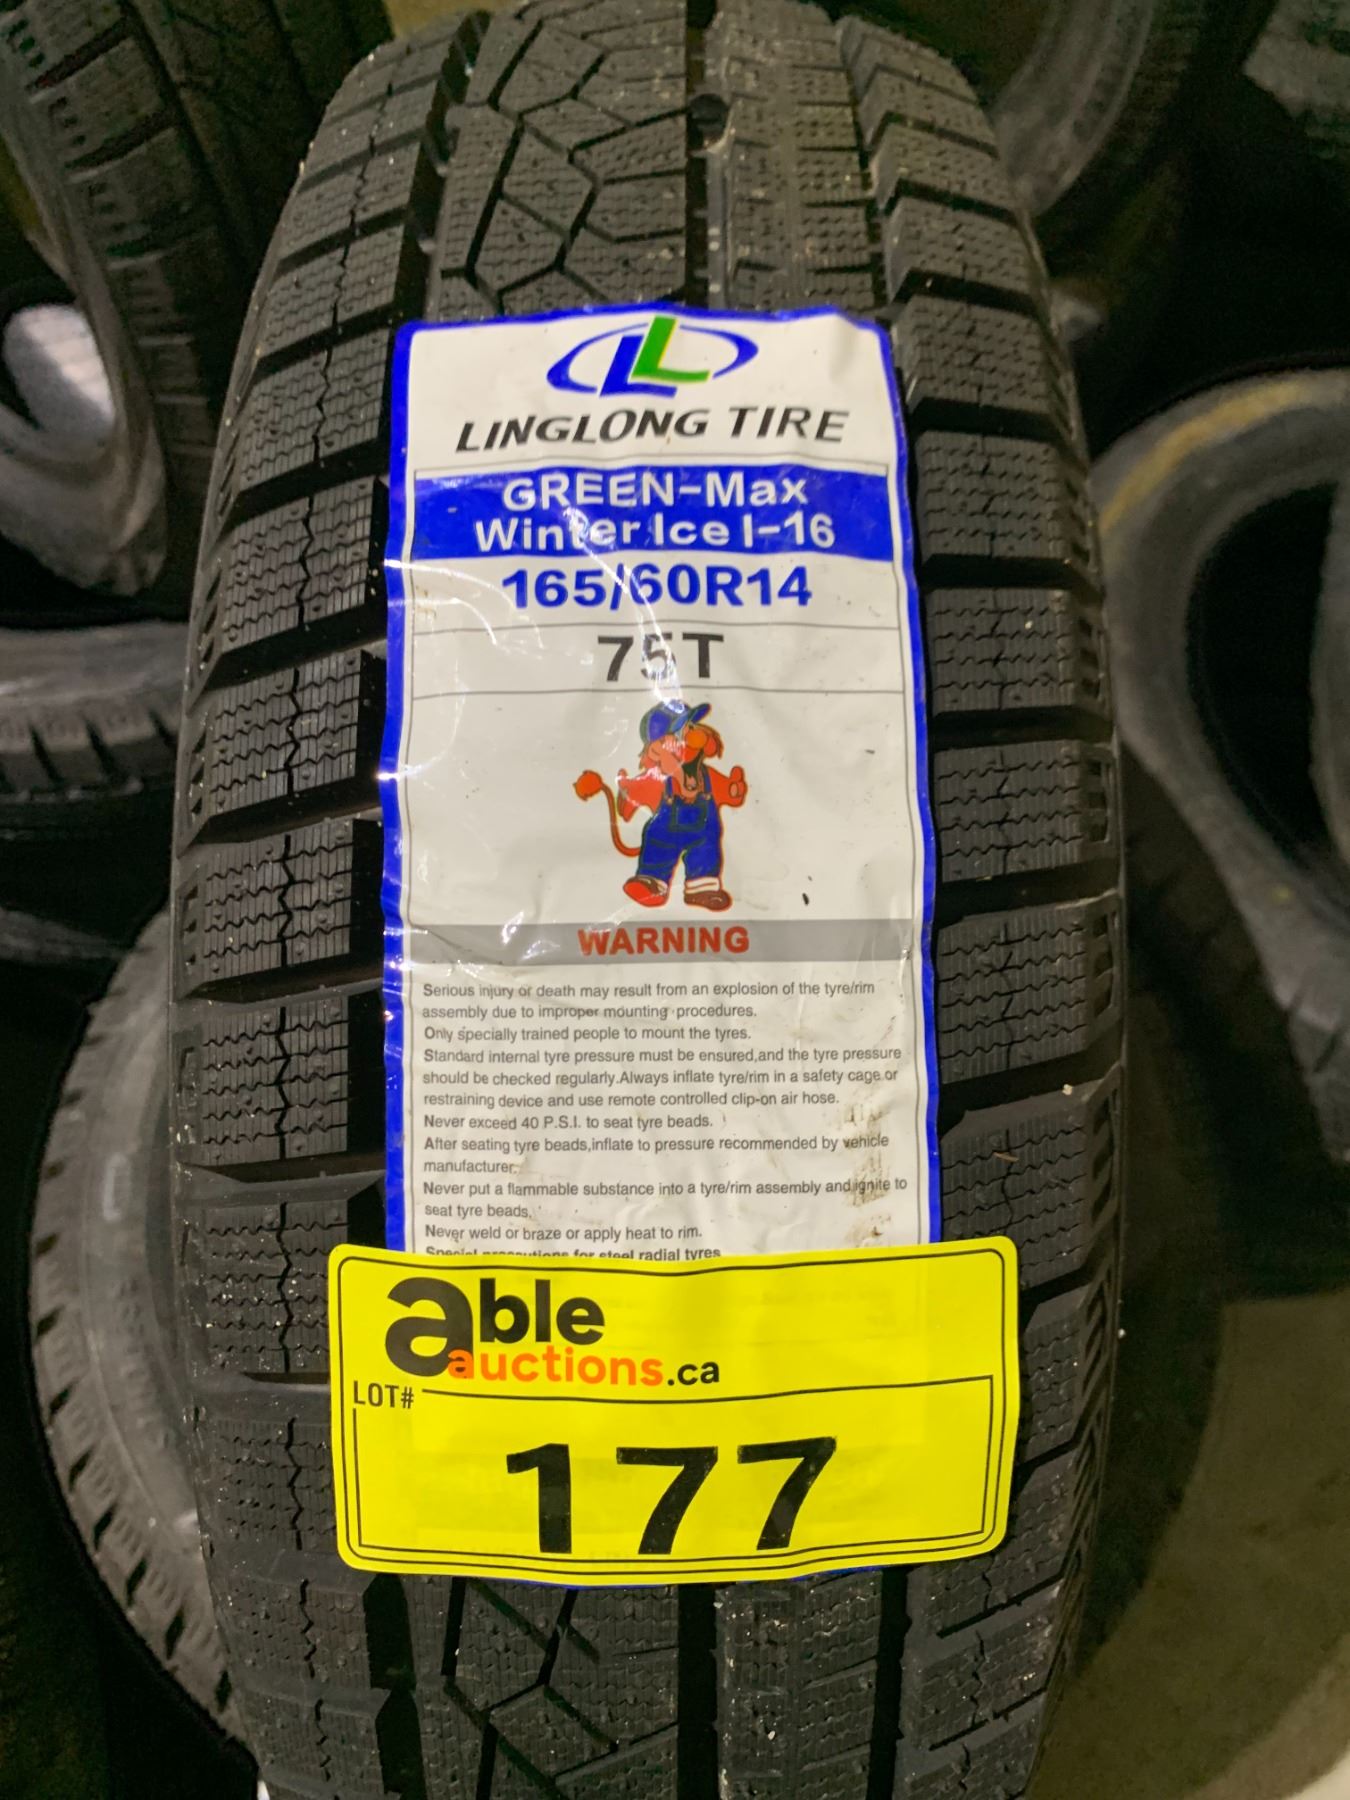 LINGLONG TIRE
GREEN-Max
Winter Ice I-16
165/60R14
75T
WARNING
Serious injury or death may result from an explosion of the tyre/rim
assembly due to improper mounting procedures.
Only specially trained people to mount the tyres.
Standard internal tyre pressure must be ensured,and the tyre pressure
should be checked regularly.Always inflate tyre/rim in a safety cage or
restraining device and use remote controlled clip-on air hose.
Never exceed 40 P.S.I. to seat tyre beads.
After seating tyre beads,inflate to pressure recommended by vehicle
manufacturer.
Never put a flammable substance into a tyre/rim assembly and ignite to
seat tyre beads.
Never weld or braze or apply heat to rim.
Special precautions for steel radial tyres
able
auctions.ca
LOT#
177